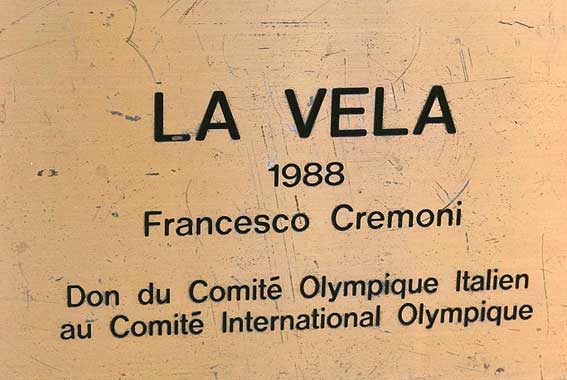 LA VELA
1988
Francesco Cremoni
Don du Comité Olympique Italien
au Comité International Olympique